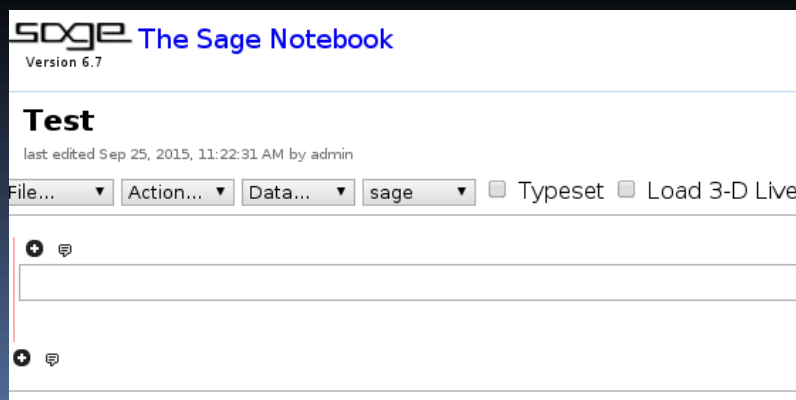 sage The Sage Notebook
Version 6.7
Test
last edited Sep 25, 2015, 11:22:31 AM by admin
File... Action... Data... sage Typeset Load 3-D Live